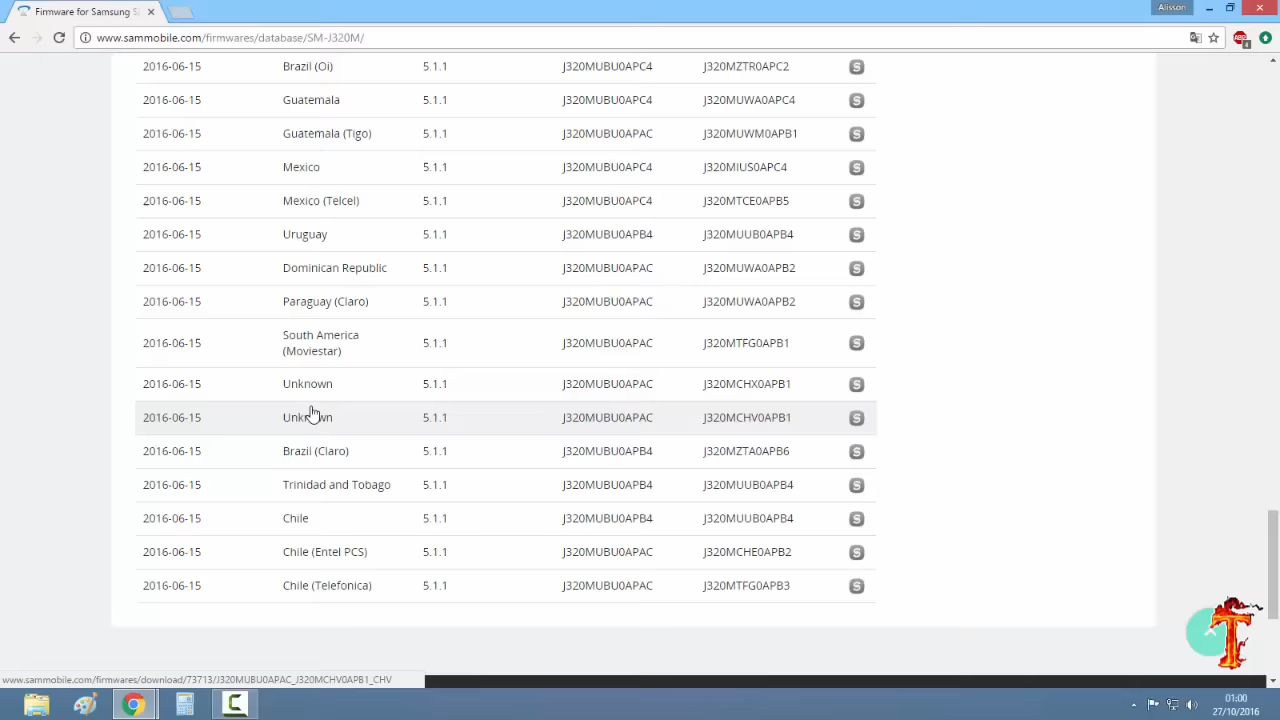 Firmware for Samsung S
Alisson
www.sammobile.com/firmwares/database/SM-J320M/
2016-06-15 Brazil (Oi) 5.1.1 J320MUBU0APC4 J320MZTR0APC2
2016-06-15 Guatemala 5.1.1 J320MUBU0APC4 J320MUWA0APC4
2016-06-15 Guatemala (Tigo) 5.1.1 J320MUBU0APAC J320MUWM0APB1
2016-06-15 Mexico 5.1.1 J320MUBU0APC4 J320MIUS0APC4
2016-06-15 Mexico (Telcel) 5.1.1 J320MUBU0APC4 J320MTCE0APB5
2016-06-15 Uruguay 5.1.1 J320MUBU0APB4 J320MUUB0APB4
2016-06-15 Dominican Republic 5.1.1 J320MUBU0APAC J320MUWA0APB2
2016-06-15 Paraguay (Claro) 5.1.1 J320MUBU0APAC J320MUWA0APB2
South America
2016-06-15 (Moviestar) 5.1.1 J320MUBU0APAC J320MTFG0APB1
2016-06-15 Unknown 5.1.1 J320MUBU0APAC J320MCHX0APB1
2016-06-15 Unknown 5.1.1 J320MUBU0APAC J320MCHV0APB1
2016-06-15 Brazil (Claro) 5.1.1 J320MUBU0APB4 J320MZTA0APB6
2016-06-15 Trinidad and Tobago 5.1.1 J320MUBU0APB4 J320MUUB0APB4
2016-06-15 Chile 5.1.1 J320MUBU0APB4 J320MUUB0APB4
2016-06-15 Chile (Entel PCS) 5.1.1 J320MUBU0APAC J320MCHE0APB2
2016-06-15 Chile (Telefonica) 5.1.1 J320MUBU0APAC J320MTFG0APB3
T
www.sammobile.com/firmwares/download/73713/J320MUBU0APAC_J320MCHV0APB1_CHV
01:00
27/10/2016